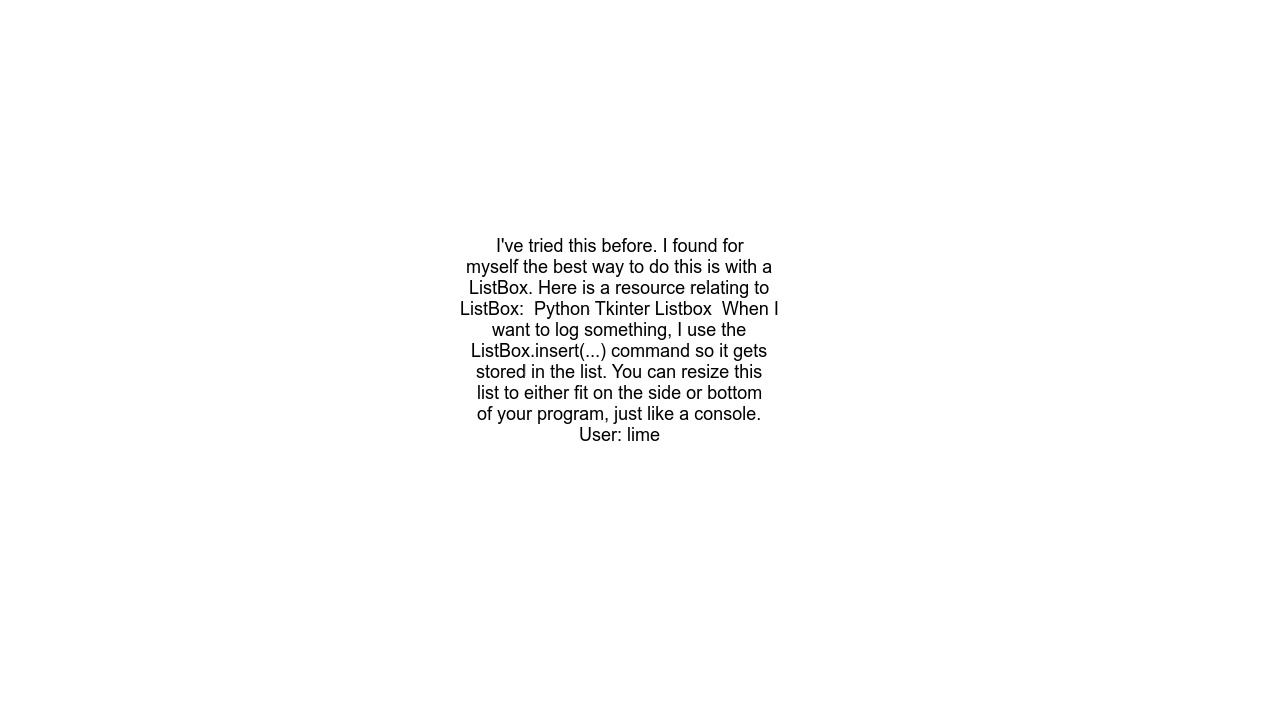 I've tried this before. I found for
myself the best way to do this is with a
ListBox. Here is a resource relating to
ListBox:  Python Tkinter Listbox  When I
want to log something, I use the
ListBox.insert(...) command so it gets
stored in the list. You can resize this
list to either fit on the side or bottom
of your program, just like a console.
User: lime